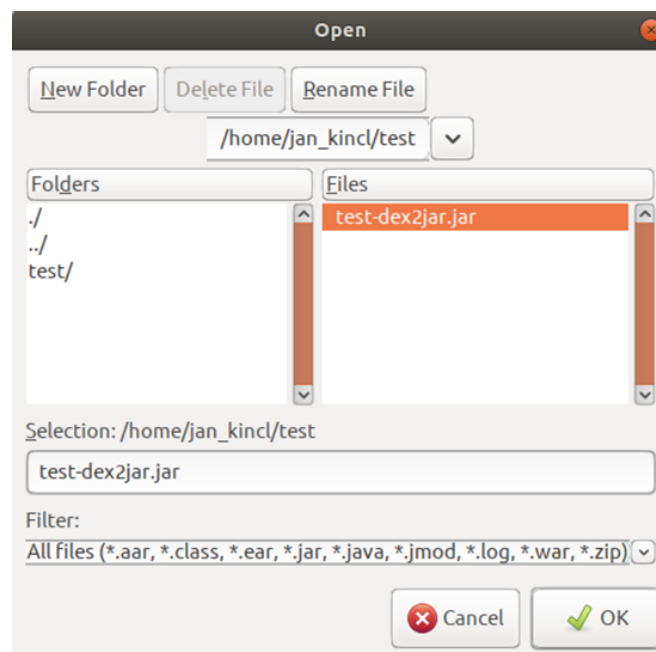 Open
New Folder Delete File Rename File
/home/jan_kincl/test
Folders Files
./ test-dex2jar.jar
../
test/
Selection: /home/jan_kincl/test
test-dex2jar.jar
Filter:
All files (*.aar, *.class, *.ear, *.jar, *.java, *.jmod, *.log, *.war, *.zip)
Cancel OK